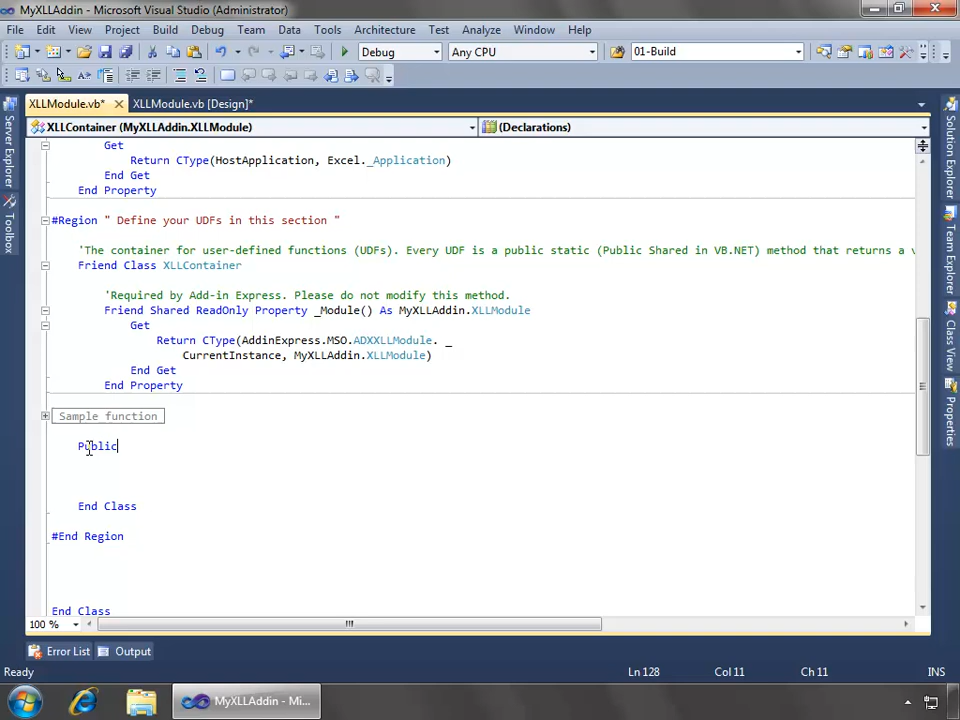 MyXLLAddin - Microsoft Visual Studio (Administrator)
File Edit View Project Build Debug Team Data Tools Architecture Test Analyze Window Help
Debug Any CPU 01-Build
XLLModule.vb* XLLModule.vb [Design]*
XLLContainer (MyXLLAddin.XLLModule) (Declarations)
Get
Return CType(HostApplication, Excel._Application)
End Get
End Property
#Region " Define your UDFs in this section "
'The container for user-defined functions (UDFs). Every UDF is a public static (Public Shared in VB.NET) method that returns a v
Friend Class XLLContainer
'Required by Add-in Express. Please do not modify this method.
Friend Shared ReadOnly Property _Module() As MyXLLAddin.XLLModule
Get
Return CType(AddinExpress.MSO.ADXXLLModule. _
CurrentInstance, MyXLLAddin.XLLModule)
End Get
End Property
Sample function
Public
End Class
#End Region
End Class
100 %
Server Explorer
Toolbox
Solution Explorer
Team Explorer
Class View
Properties
Error List Output
Ready Ln 128 Col 11 Ch 11 INS
MyXLLAddin - Mi...